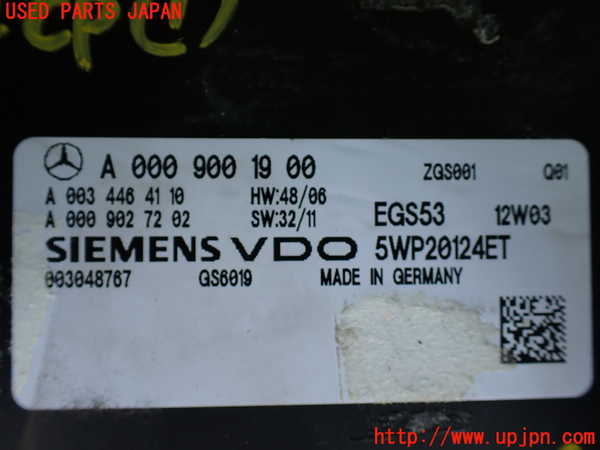 USED PARTS JAPAN
A 000 900 19 00
ZGS001 Q01
A 003 446 41 10 HW:48/06
A 000 902 72 02 SW:32/11 EGS53 12W03
SIEMENS VDO 5WP20124ET
003048767 GS6019 MADE IN GERMANY
www.upjpn.com